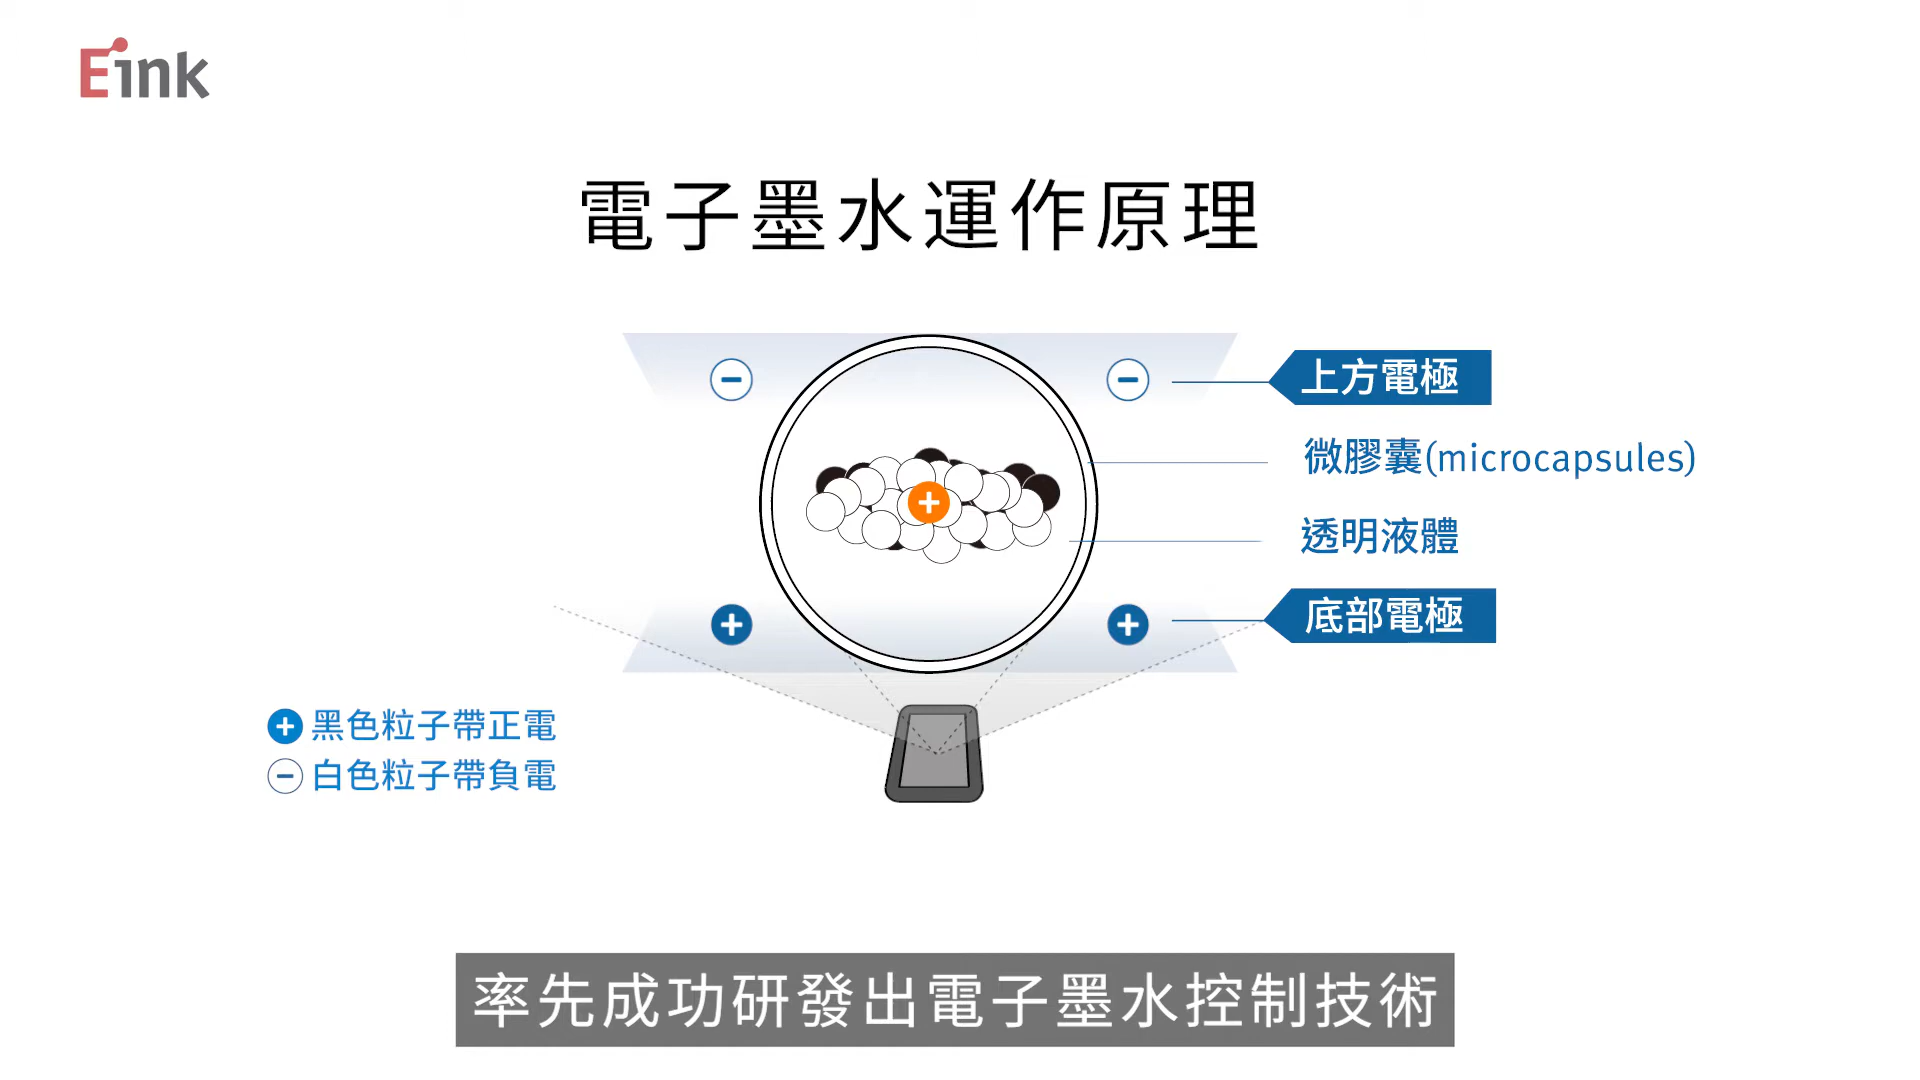 Eink
電子墨水運作原理
上方電極
微膠囊(microcapsules)
透明液體
底部電極
黑色粒子帶正電
白色粒子帶負電
率先成功研發出電子墨水控制技術